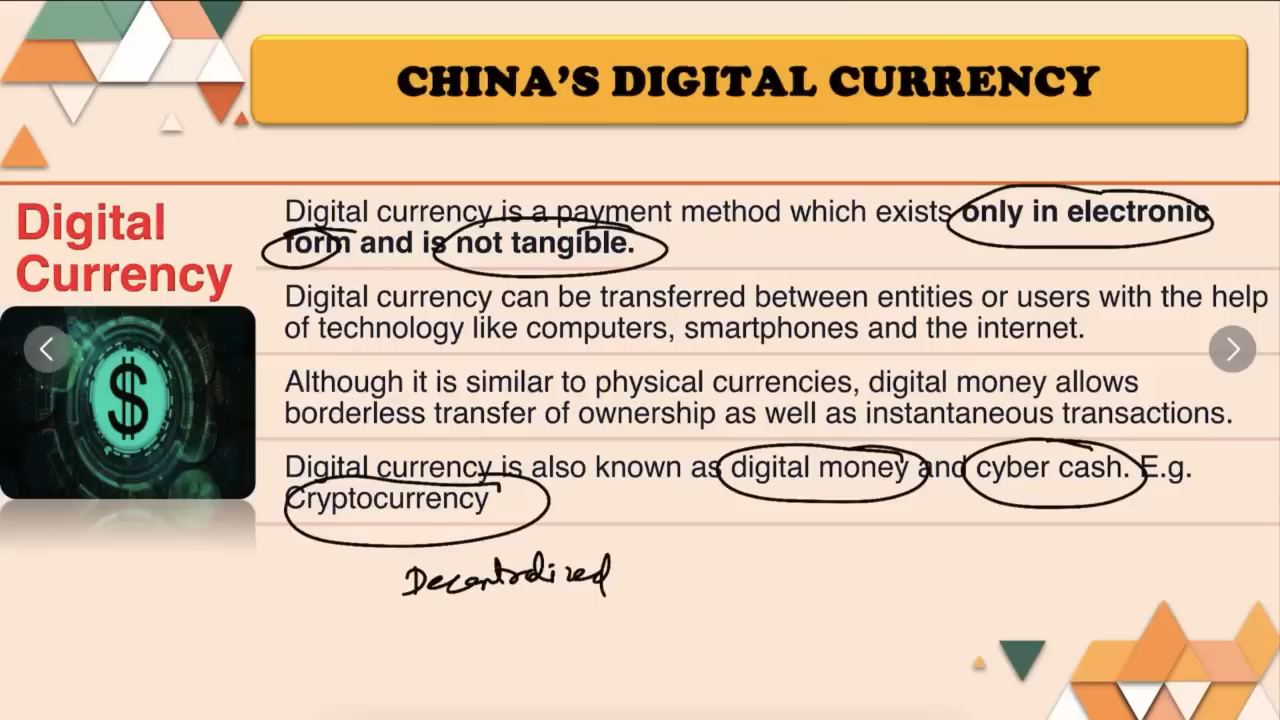 CHINA'S DIGITAL CURRENCY
Digital
Currency
Digital currency is a payment method which exists only in electronic
form and is not tangible.
Digital currency can be transferred between entities or users with the help
of technology like computers, smartphones and the internet.
Although it is similar to physical currencies, digital money allows
borderless transfer of ownership as well as instantaneous transactions.
Digital currency is also known as digital money and cyber cash. E.g.
Cryptocurrency
Decentralized
$